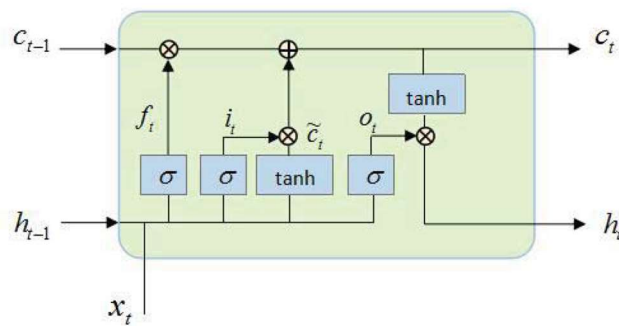 c_{t-1} c_t
tanh
f_t i_t c̃_t o_t
σ σ tanh σ
h_{t-1} h_t
x_t